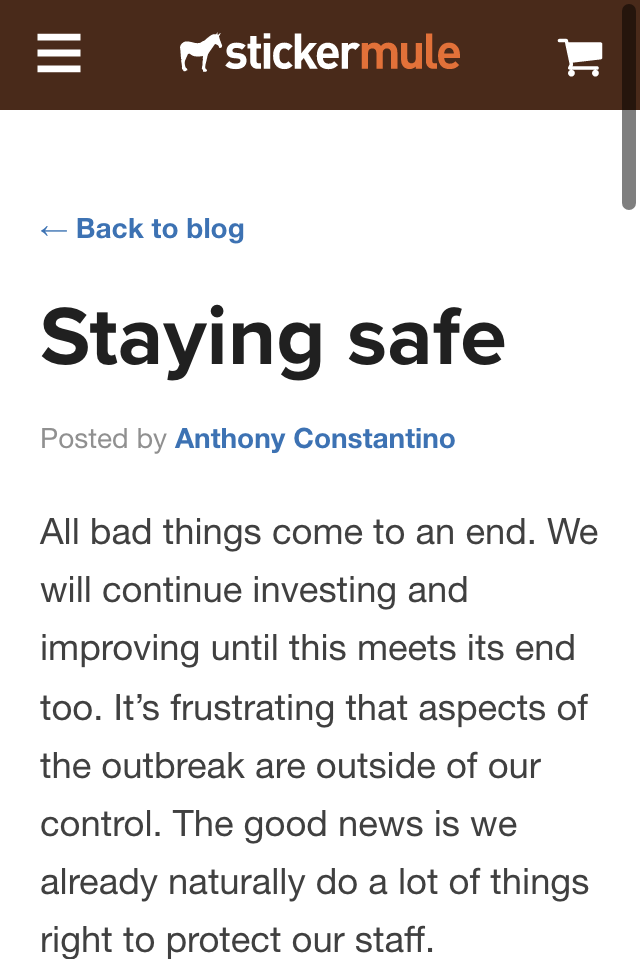 stickermule
← Back to blog
Staying safe
Posted by Anthony Constantino
All bad things come to an end. We
will continue investing and
improving until this meets its end
too. It’s frustrating that aspects of
the outbreak are outside of our
control. The good news is we
already naturally do a lot of things
right to protect our staff.